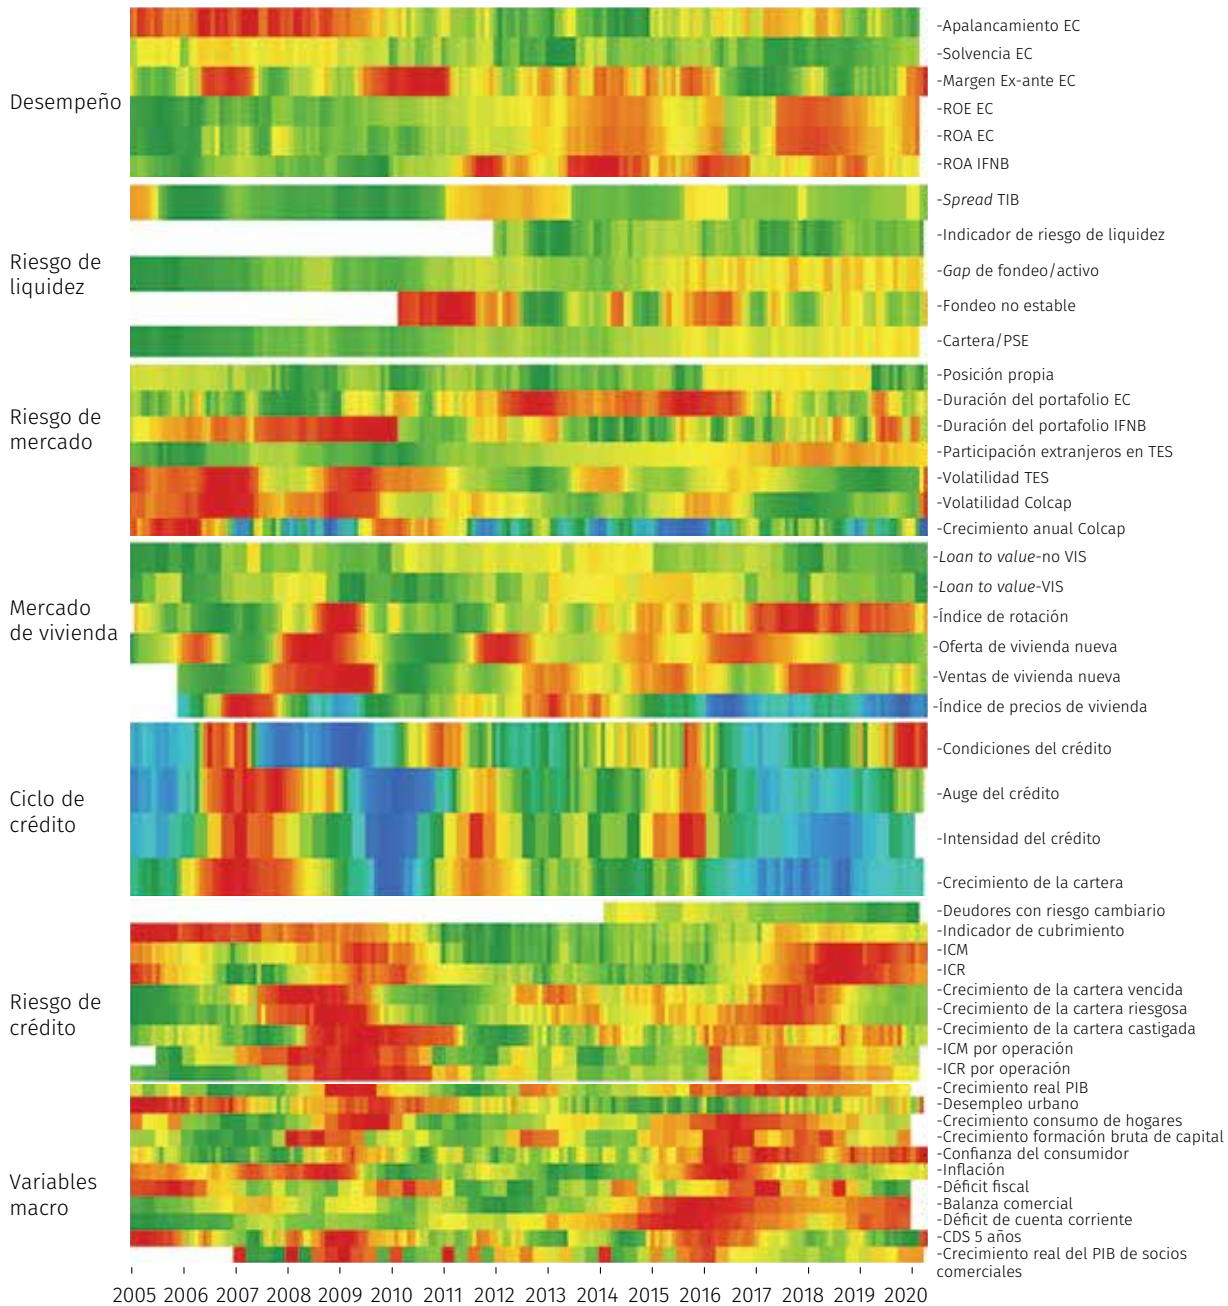 Desempeño
-Apalancamiento EC
-Solvencia EC
-Margen Ex-ante EC
-ROE EC
-ROA EC
-ROA IFNB
Riesgo de
liquidez
-Spread TIB
-Indicador de riesgo de liquidez
-Gap de fondeo/activo
-Fondeo no estable
-Cartera/PSE
Riesgo de
mercado
-Posición propia
-Duración del portafolio EC
-Duración del portafolio IFNB
-Participación extranjeros en TES
-Volatilidad TES
-Volatilidad Colcap
-Crecimiento anual Colcap
Mercado
de vivienda
-Loan to value-no VIS
-Loan to value-VIS
-Índice de rotación
-Oferta de vivienda nueva
-Ventas de vivienda nueva
-Índice de precios de vivienda
Ciclo de
crédito
-Condiciones del crédito
-Auge del crédito
-Intensidad del crédito
-Crecimiento de la cartera
Riesgo de
crédito
-Deudores con riesgo cambiario
-Indicador de cubrimiento
-ICM
-ICR
-Crecimiento de la cartera vencida
-Crecimiento de la cartera riesgosa
-Crecimiento de la cartera castigada
-ICM por operación
-ICR por operación
Variables
macro
-Crecimiento real PIB
-Desempleo urbano
-Crecimiento consumo de hogares
-Crecimiento formación bruta de capital
-Confianza del consumidor
-Inflación
-Déficit fiscal
-Balanza comercial
-Déficit de cuenta corriente
-CDS 5 años
-Crecimiento real del PIB de socios
comerciales
2005 2006 2007 2008 2009 2010 2011 2012 2013 2014 2015 2016 2017 2018 2019 2020